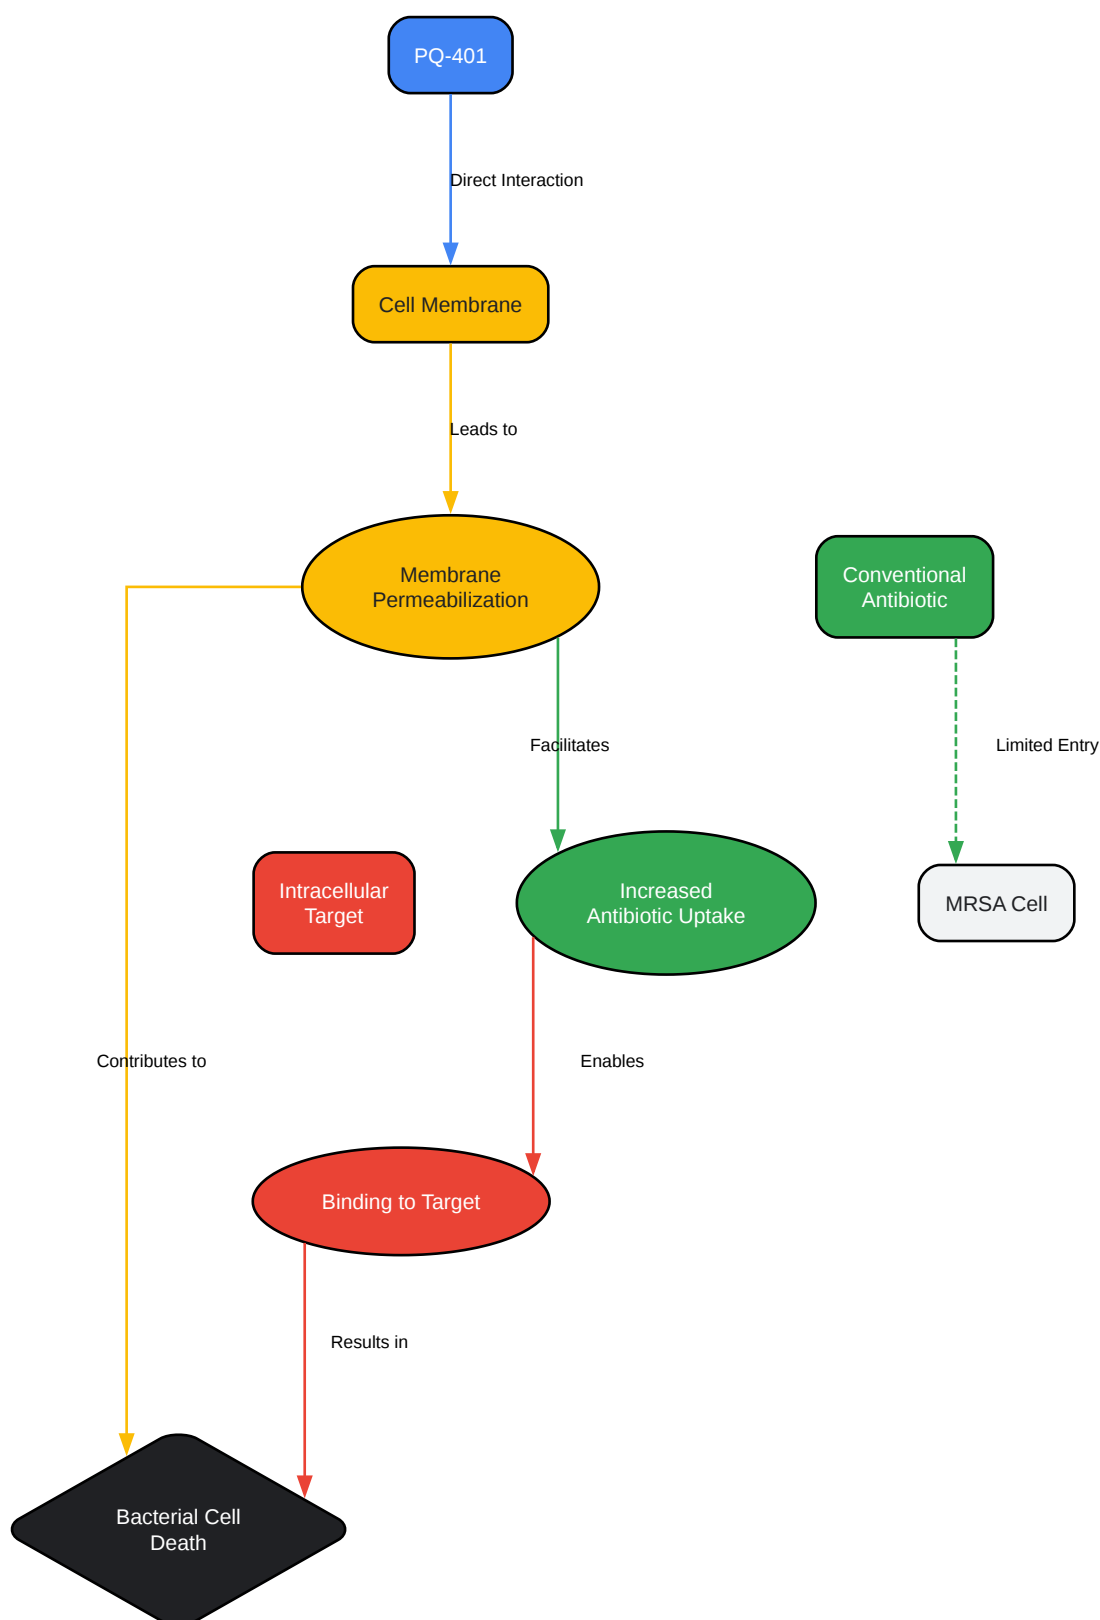 PQ-401
Direct Interaction
Cell Membrane
Leads to
Membrane
Permeabilization
Conventional
Antibiotic
Facilitates
Limited Entry
Intracellular
Target
Increased
Antibiotic Uptake
MRSA Cell
Contributes to
Enables
Binding to Target
Results in
Bacterial Cell
Death